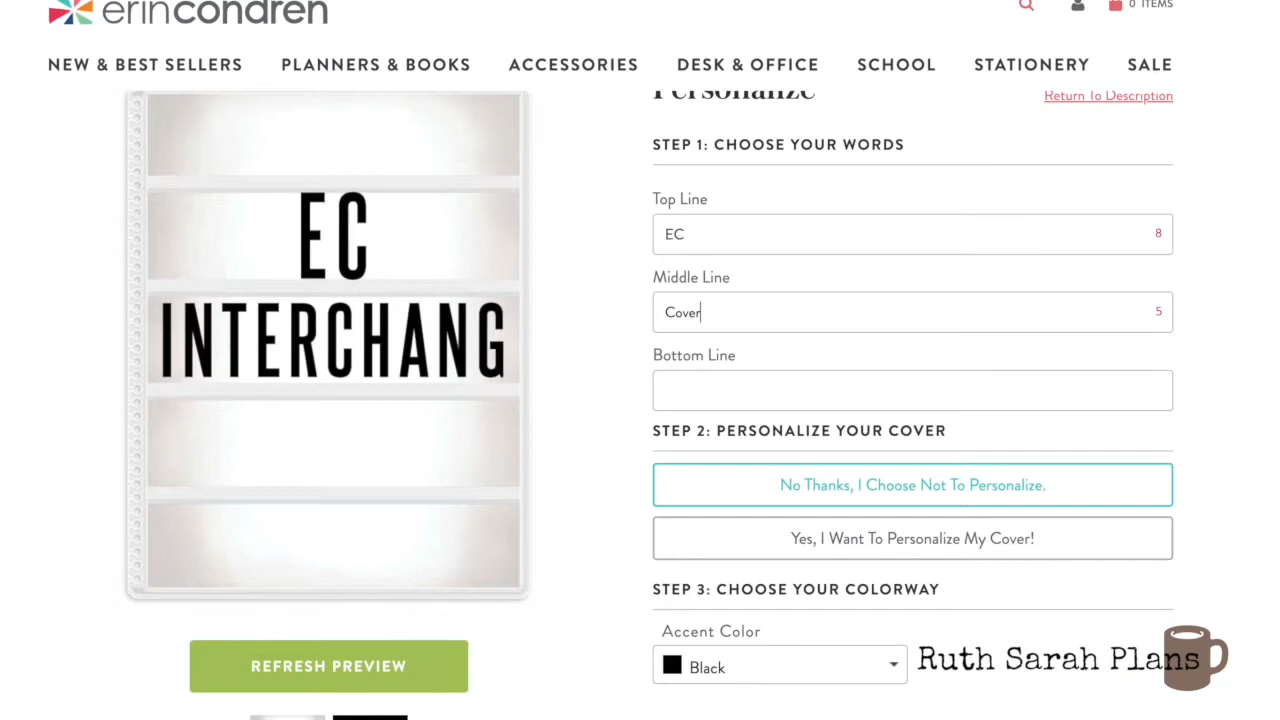 erincondren
0 ITEMS
NEW & BEST SELLERS PLANNERS & BOOKS ACCESSORIES DESK & OFFICE SCHOOL STATIONERY SALE
Personalize
Return To Description
STEP 1: CHOOSE YOUR WORDS
Top Line
EC 8
Middle Line
Cover 5
Bottom Line
STEP 2: PERSONALIZE YOUR COVER
No Thanks, I Choose Not To Personalize.
Yes, I Want To Personalize My Cover!
STEP 3: CHOOSE YOUR COLORWAY
Accent Color
Black
EC
INTERCHANG
REFRESH PREVIEW
Ruth Sarah Plans